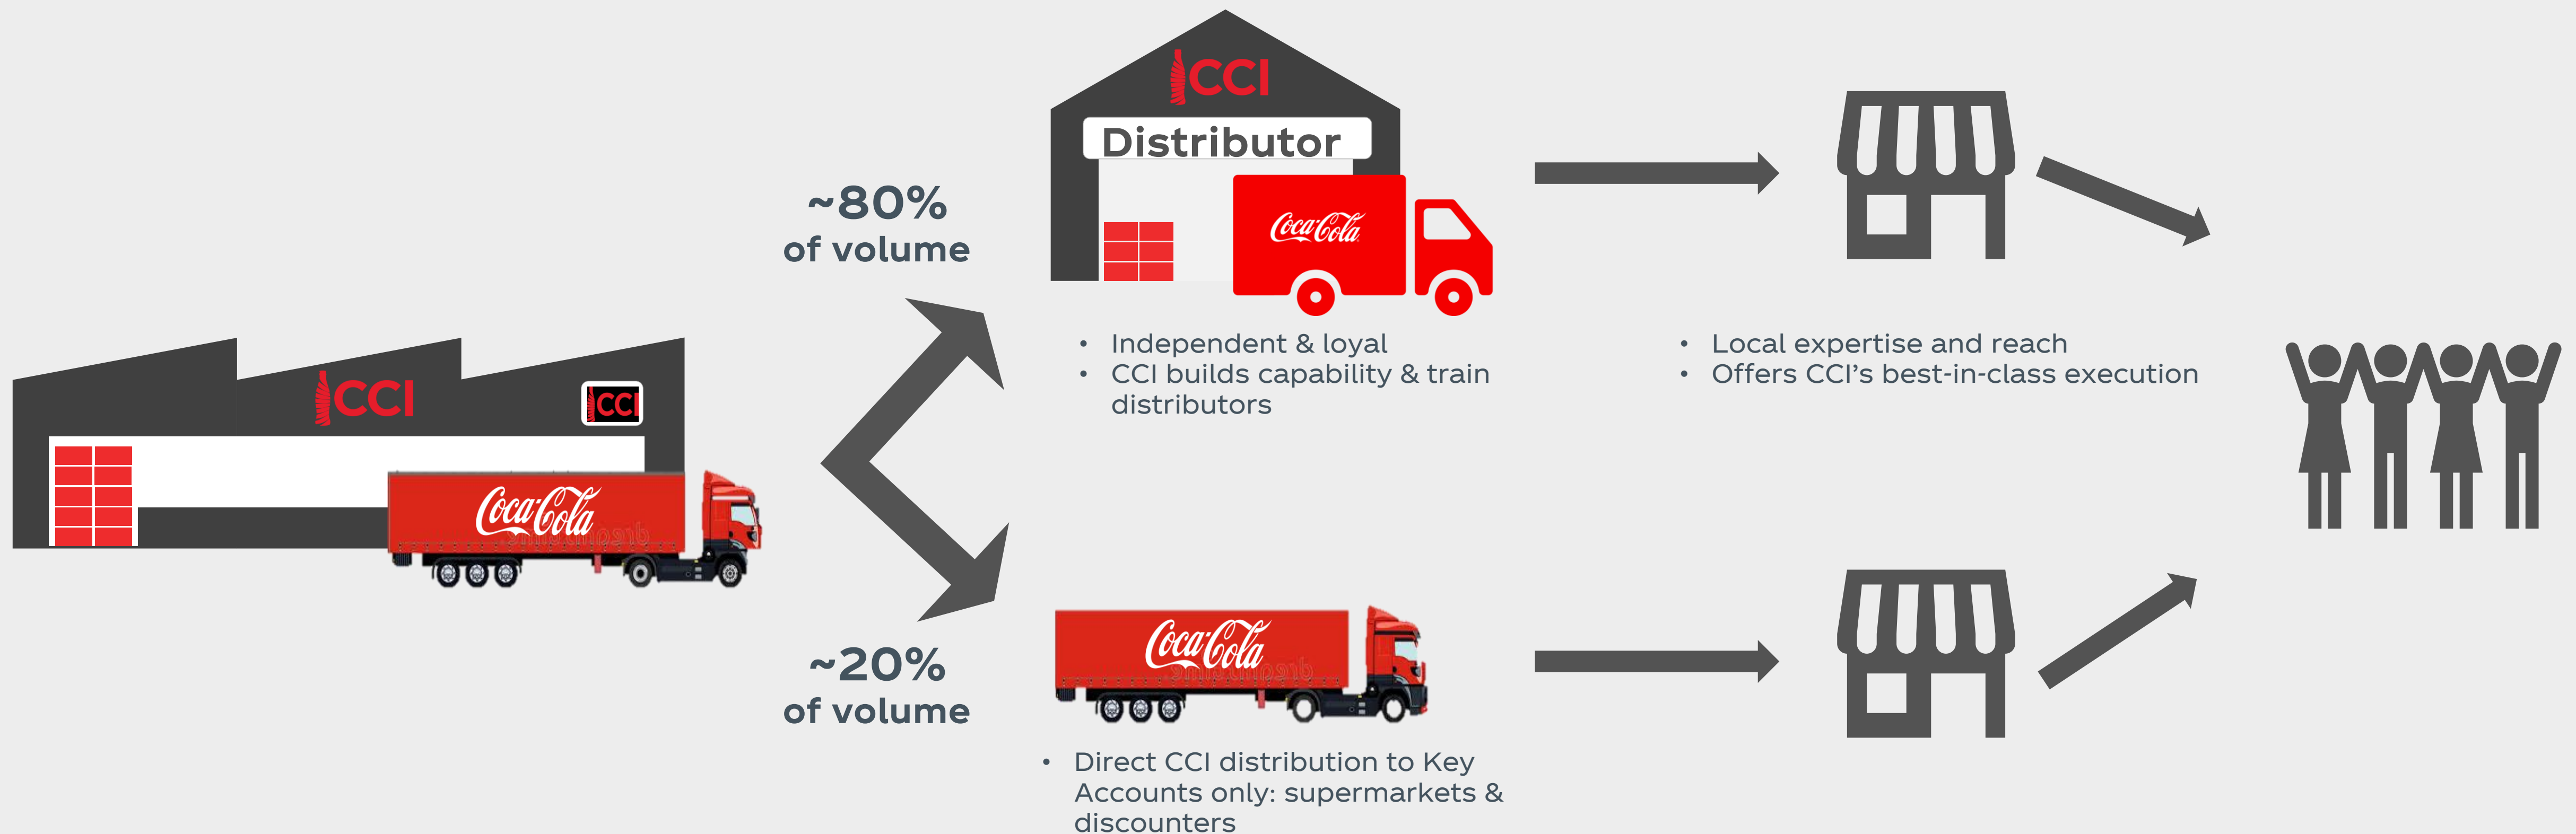 CCI
Distributor
~80%
of volume
Coca-Cola
• Independent & loyal
• CCI builds capability & train
distributors
• Local expertise and reach
• Offers CCI's best-in-class execution
CCI
CCI
Coca-Cola
~20%
of volume
Coca-Cola
• Direct CCI distribution to Key
Accounts only: supermarkets &
discounters